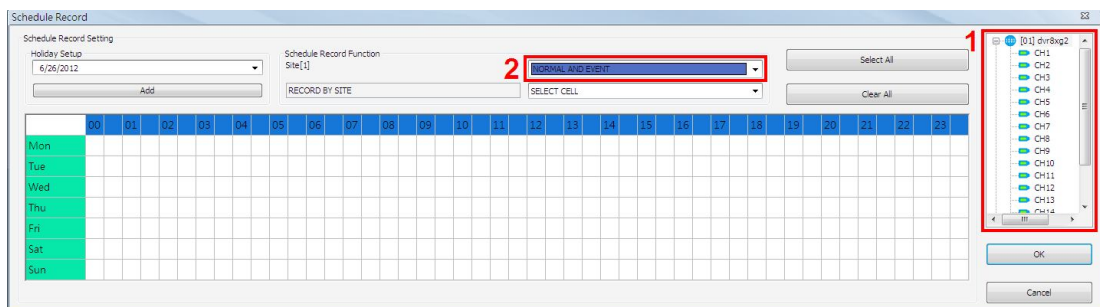 Schedule Record
Schedule Record Setting
Holiday Setup
6/26/2012
Add
Schedule Record Function
Site[1]
RECORD BY SITE
2
NORMAL AND EVENT
SELECT CELL
Select All
Clear All
1
[01] dvr8xg2
CH1
CH2
CH3
CH4
CH5
CH6
CH7
CH8
CH9
CH10
CH11
CH12
CH13
CH14
00 01 02 03 04 05 06 07 08 09 10 11 12 13 14 15 16 17 18 19 20 21 22 23
Mon
Tue
Wed
Thu
Fri
Sat
Sun
OK
Cancel